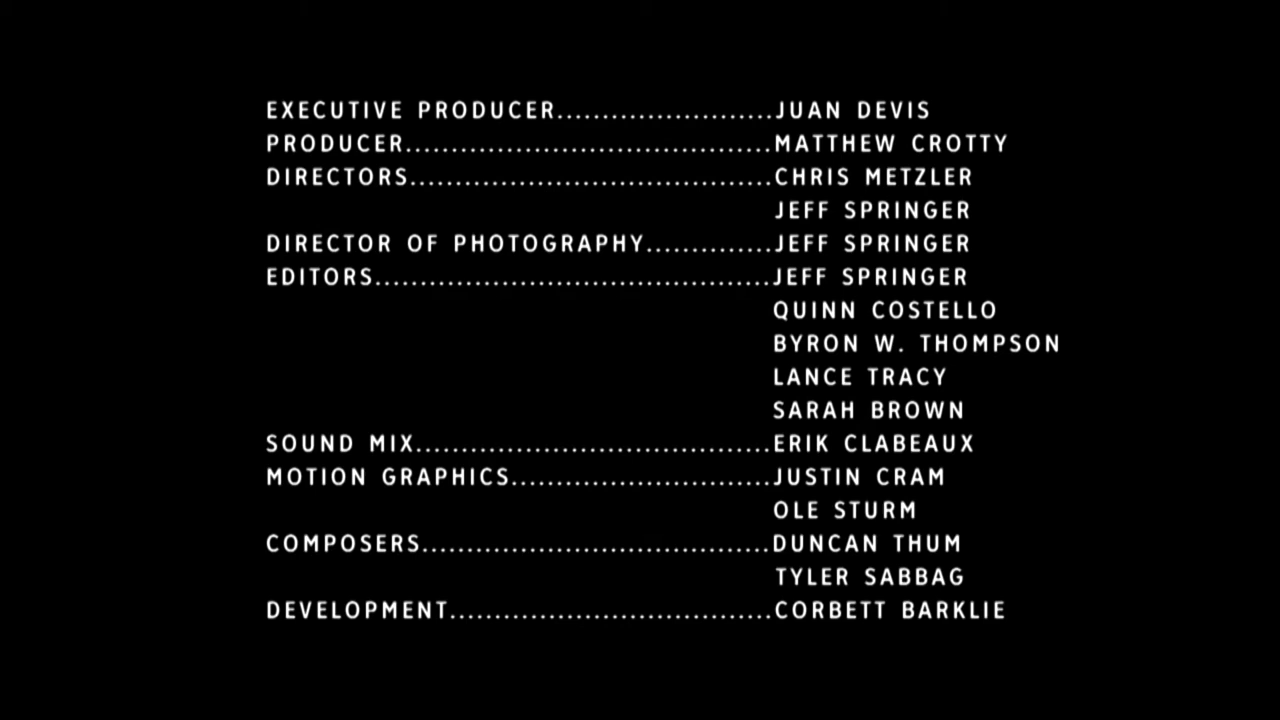 EXECUTIVE PRODUCER........................JUAN DEVIS
PRODUCER.........................................MATTHEW CROTTY
DIRECTORS........................................CHRIS METZLER
JEFF SPRINGER
DIRECTOR OF PHOTOGRAPHY..............JEFF SPRINGER
EDITORS............................................JEFF SPRINGER
QUINN COSTELLO
BYRON W. THOMPSON
LANCE TRACY
SARAH BROWN
SOUND MIX.......................................ERIK CLABEAUX
MOTION GRAPHICS.............................JUSTIN CRAM
OLE STURM
COMPOSERS.......................................DUNCAN THUM
TYLER SABBAG
DEVELOPMENT....................................CORBETT BARKLIE